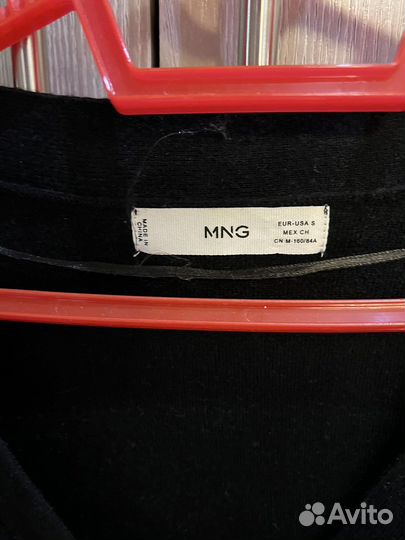 MADE IN
CHINA
MNG
EUR-USA S
MEX CH
CN M-160/84A
Avito